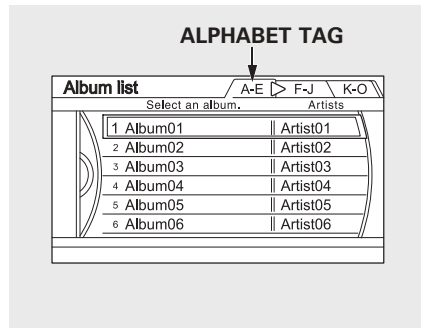 ALPHABET TAG
Album list A-E F-J K-O
Select an album. Artists
1 Album01 Artist01
2 Album02 Artist02
3 Album03 Artist03
4 Album04 Artist04
5 Album05 Artist05
6 Album06 Artist06